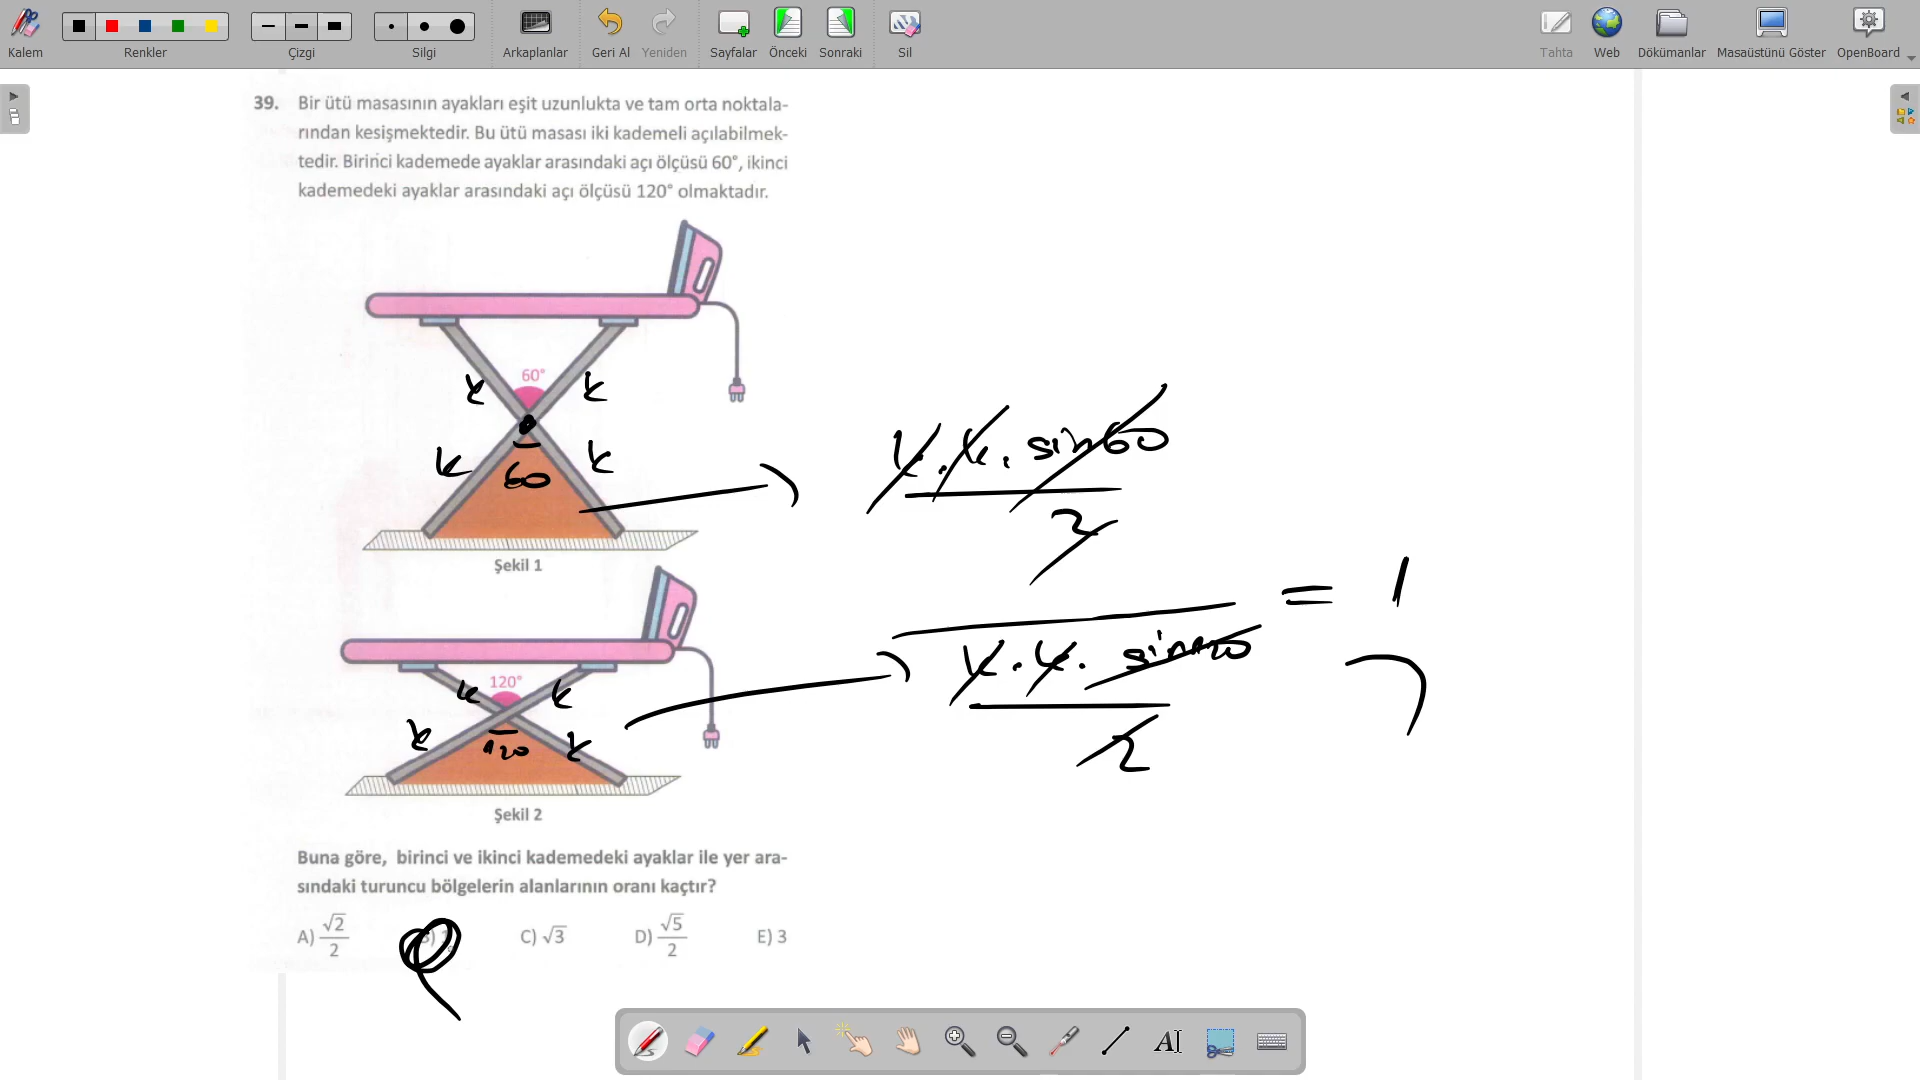 Kalem
Renkler
Çizgi
Silgi
Arkaplanlar
Geri Al
Yeniden
Sayfalar
Önceki
Sonraki
Sil
Tahta
Web
Dökümanlar
Masaüstünü Göster
OpenBoard
39. Bir ütü masasının ayakları eşit uzunlukta ve tam orta noktala-
rından kesişmektedir. Bu ütü masası iki kademeli açılabilmek-
tedir. Birinci kademede ayaklar arasındaki açı ölçüsü 60°, ikinci
kademedeki ayaklar arasındaki açı ölçüsü 120° olmaktadır.
60°
k k
k k
60
Şekil 1
120°
k k
k k
120
Şekil 2
k.k.sin60
2
k.k.sin120
2
= 1
Buna göre, birinci ve ikinci kademedeki ayaklar ile yer ara-
sındaki turuncu bölgelerin alanlarının oranı kaçtır?
A) √2/2 B) 1 C) √3 D) √5/2 E) 3